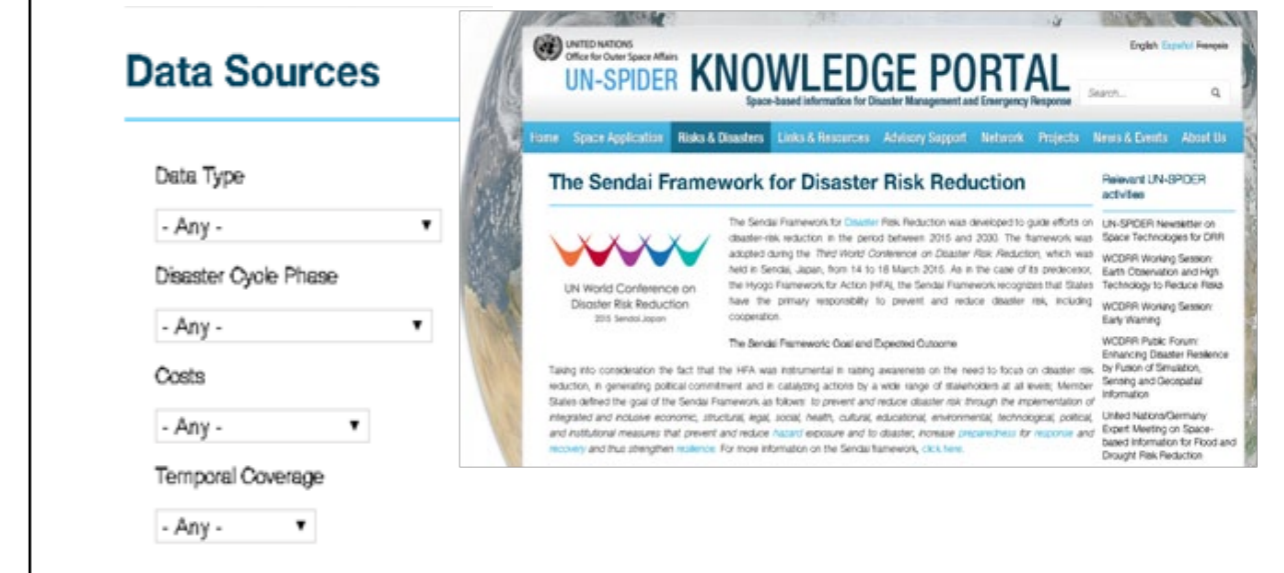 Data Sources
Data Type
- Any -
Disaster Cycle Phase
- Any -
Costs
- Any -
Temporal Coverage
- Any -
UNITED NATIONS
Office for Outer Space Affairs
UN-SPIDER KNOWLEDGE PORTAL
Space-based information for Disaster Management and Emergency Response
English Español Français
Search...
Home Space Application Risks & Disasters Links & Resources Advisory Support Network Projects News & Events About Us
The Sendai Framework for Disaster Risk Reduction
UN World Conference on
Disaster Risk Reduction
2015 Sendai Japan
The Sendai Framework for Disaster Risk Reduction was developed to guide efforts on
disaster-risk reduction in the period between 2015 and 2030. The framework was
adopted during the Third World Conference on Disaster Risk Reduction, which was
held in Sendai, Japan, from 14 to 18 March 2015. As in the case of its predecesor,
the Hyogo Framework for Action (HFA), the Sendai Framework recognizes that States
have the primary responsibility to prevent and reduce disaster risk, including
cooperation.
The Sendai Framework: Goal and Expected Outcome
Taking into consideration the fact that the HFA was instrumental in raising awareness on the need to focus on disaster risk
reduction, in generating political commitment and in catalyzing actions by a wide range of stakeholders at all levels; Member
States defined the goal of the Sendai Framework as follows: to prevent and reduce disaster risk through the implementation of
integrated and inclusive economic, structural, legal, social, health, cultural, educational, environmental, technological, political,
and institutional measures that prevent and reduce hazard exposure and to disaster, increase preparedness for response and
recovery and thus strengthen resilience. For more information on the Sendai framework, click here.
Relevant UN-SPIDER
activities
UN-SPIDER Newsletter on
Space Technologies for DRR
WCDRR Working Session:
Earth Observation and High
Technology to Reduce Risks
WCDRR Working Session:
Early Warning
WCDRR Public Forum:
Enhancing Disaster Resilience
by Fusion of Simulation,
Sensing and Geospatial
Information
United Nations/Germany
Expert Meeting on Space-
based Information for Flood and
Drought Risk Reduction